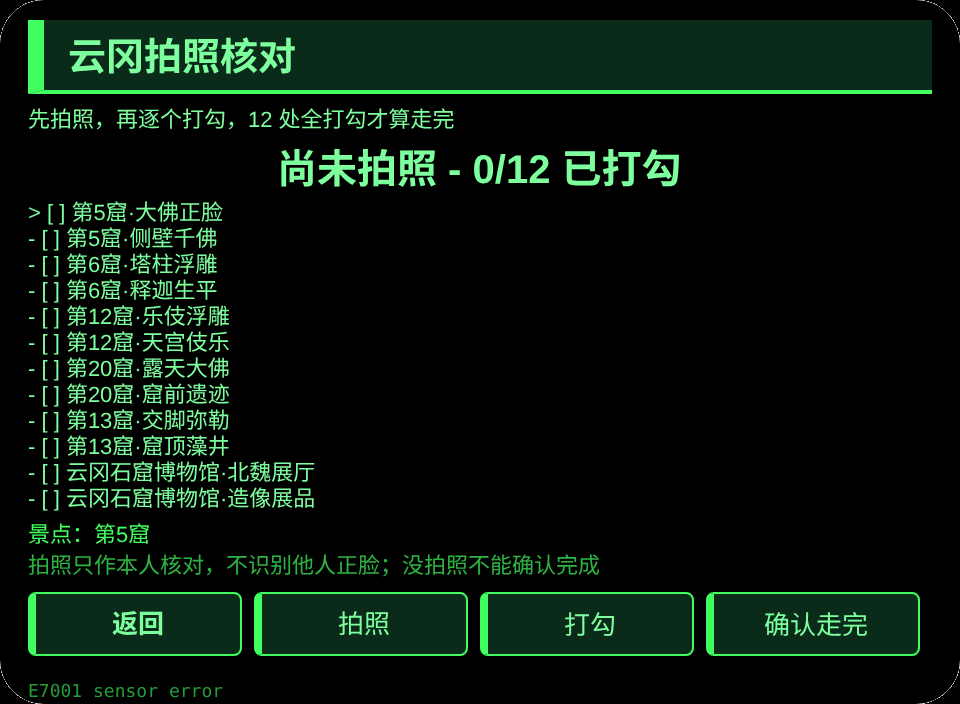 云冈拍照核对
先拍照，再逐个打勾，12 处全打勾才算走完
尚未拍照 - 0/12 已打勾
> [ ] 第5窟·大佛正脸
- [ ] 第5窟·侧壁千佛
- [ ] 第6窟·塔柱浮雕
- [ ] 第6窟·释迦生平
- [ ] 第12窟·乐伎浮雕
- [ ] 第12窟·天宫伎乐
- [ ] 第20窟·露天大佛
- [ ] 第20窟·窟前遗迹
- [ ] 第13窟·交脚弥勒
- [ ] 第13窟·窟顶藻井
- [ ] 云冈石窟博物馆·北魏展厅
- [ ] 云冈石窟博物馆·造像展品
景点：第5窟
拍照只作本人核对，不识别他人正脸；没拍照不能确认完成
返回 拍照 打勾 确认走完
E7001 sensor error